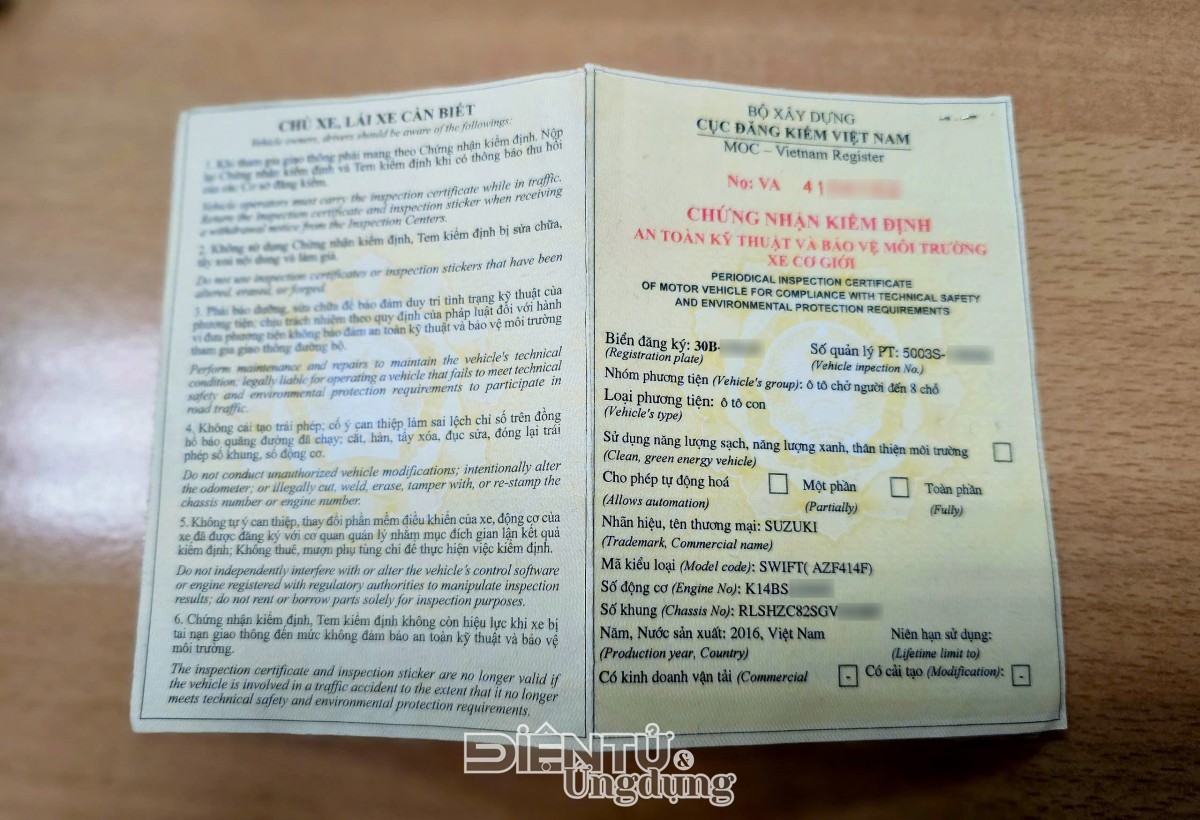 CHỦ XE, LÁI XE CẦN BIẾT
Vehicle owners, drivers should be aware of the followings:
1. Khi tham gia giao thông phải mang theo Chứng nhận kiểm định. Nộp
lại Chứng nhận kiểm định và Tem kiểm định khi có thông báo thu hồi
của các Cơ sở đăng kiểm.
Vehicle operators must carry the inspection certificate while in traffic.
Return the inspection certificate and inspection sticker when receiving
a withdrawal notice from the Inspection Centers.
2. Không sử dụng Chứng nhận kiểm định, Tem kiểm định bị sửa chữa,
tẩy xoá nội dung và làm giả.
Do not use inspection certificates or inspection stickers that have been
altered, erased, or forged.
3. Phải bảo dưỡng, sửa chữa để bảo đảm duy trì tình trạng kỹ thuật của
phương tiện; chịu trách nhiệm theo quy định của pháp luật đối với hành
vi đưa phương tiện không bảo đảm an toàn kỹ thuật và bảo vệ môi trường
tham gia giao thông đường bộ.
Perform maintenance and repairs to maintain the vehicle's technical
condition; legally liable for operating a vehicle that fails to meet technical
safety and environmental protection requirements to participate in
road traffic.
4. Không cải tạo trái phép; cố ý can thiệp làm sai lệch chỉ số trên đồng
hồ báo quãng đường đã chạy; cắt, hàn, tẩy xóa, đục sửa, đóng lại trái
phép số khung, số động cơ.
Do not conduct unauthorized vehicle modifications; intentionally alter
the odometer; or illegally cut, weld, erase, tamper with, or re-stamp the
chassis number or engine number.
5. Không tự ý can thiệp, thay đổi phần mềm điều khiển của xe, động cơ của
xe đã được đăng ký với cơ quan quản lý nhằm mục đích gian lận kết quả
kiểm định; Không thuê, mượn phụ tùng chỉ để thực hiện việc kiểm định.
Do not independently interfere with or alter the vehicle's control software
or engine registered with regulatory authorities to manipulate inspection
results; do not rent or borrow parts solely for inspection purposes.
6. Chứng nhận kiểm định, Tem kiểm định không còn hiệu lực khi xe bị
tai nạn giao thông đến mức không đảm bảo an toàn kỹ thuật và bảo vệ
môi trường.
The inspection certificate and inspection sticker are no longer valid if
the vehicle is involved in a traffic accident to the extent that it no longer
meets technical safety and environmental protection requirements.
BỘ XÂY DỰNG
CỤC ĐĂNG KIỂM VIỆT NAM
MOC – Vietnam Register
No: VA 41
CHỨNG NHẬN KIỂM ĐỊNH
AN TOÀN KỸ THUẬT VÀ BẢO VỆ MÔI TRƯỜNG
XE CƠ GIỚI
PERIODICAL INSPECTION CERTIFICATE
OF MOTOR VEHICLE FOR COMPLIANCE WITH TECHNICAL SAFETY
AND ENVIRONMENTAL PROTECTION REQUIREMENTS
Biển đăng ký: 30B- Số quản lý PT: 5003S-
(Registration plate) (Vehicle inpection No.)
Nhóm phương tiện (Vehicle's group): ô tô chở người đến 8 chỗ
Loại phương tiện: ô tô con
(Vehicle's type)
Sử dụng năng lượng sạch, năng lượng xanh, thân thiện môi trường
(Clean, green energy vehicle)
Cho phép tự động hoá Một phần Toàn phần
(Allows automation) (Partially) (Fully)
Nhãn hiệu, tên thương mại: SUZUKI
(Trademark, Commercial name)
Mã kiểu loại (Model code): SWIFT( AZF414F)
Số động cơ (Engine No): K14BS
Số khung (Chassis No): RLSHZC82SGV
Năm, Nước sản xuất: 2016, Việt Nam Niên hạn sử dụng:
(Production year, Country) (Lifetime limit to)
Có kinh doanh vận tải (Commercial - Có cải tạo (Modification): -
ĐIỆN TỬ &
Ứngdụng